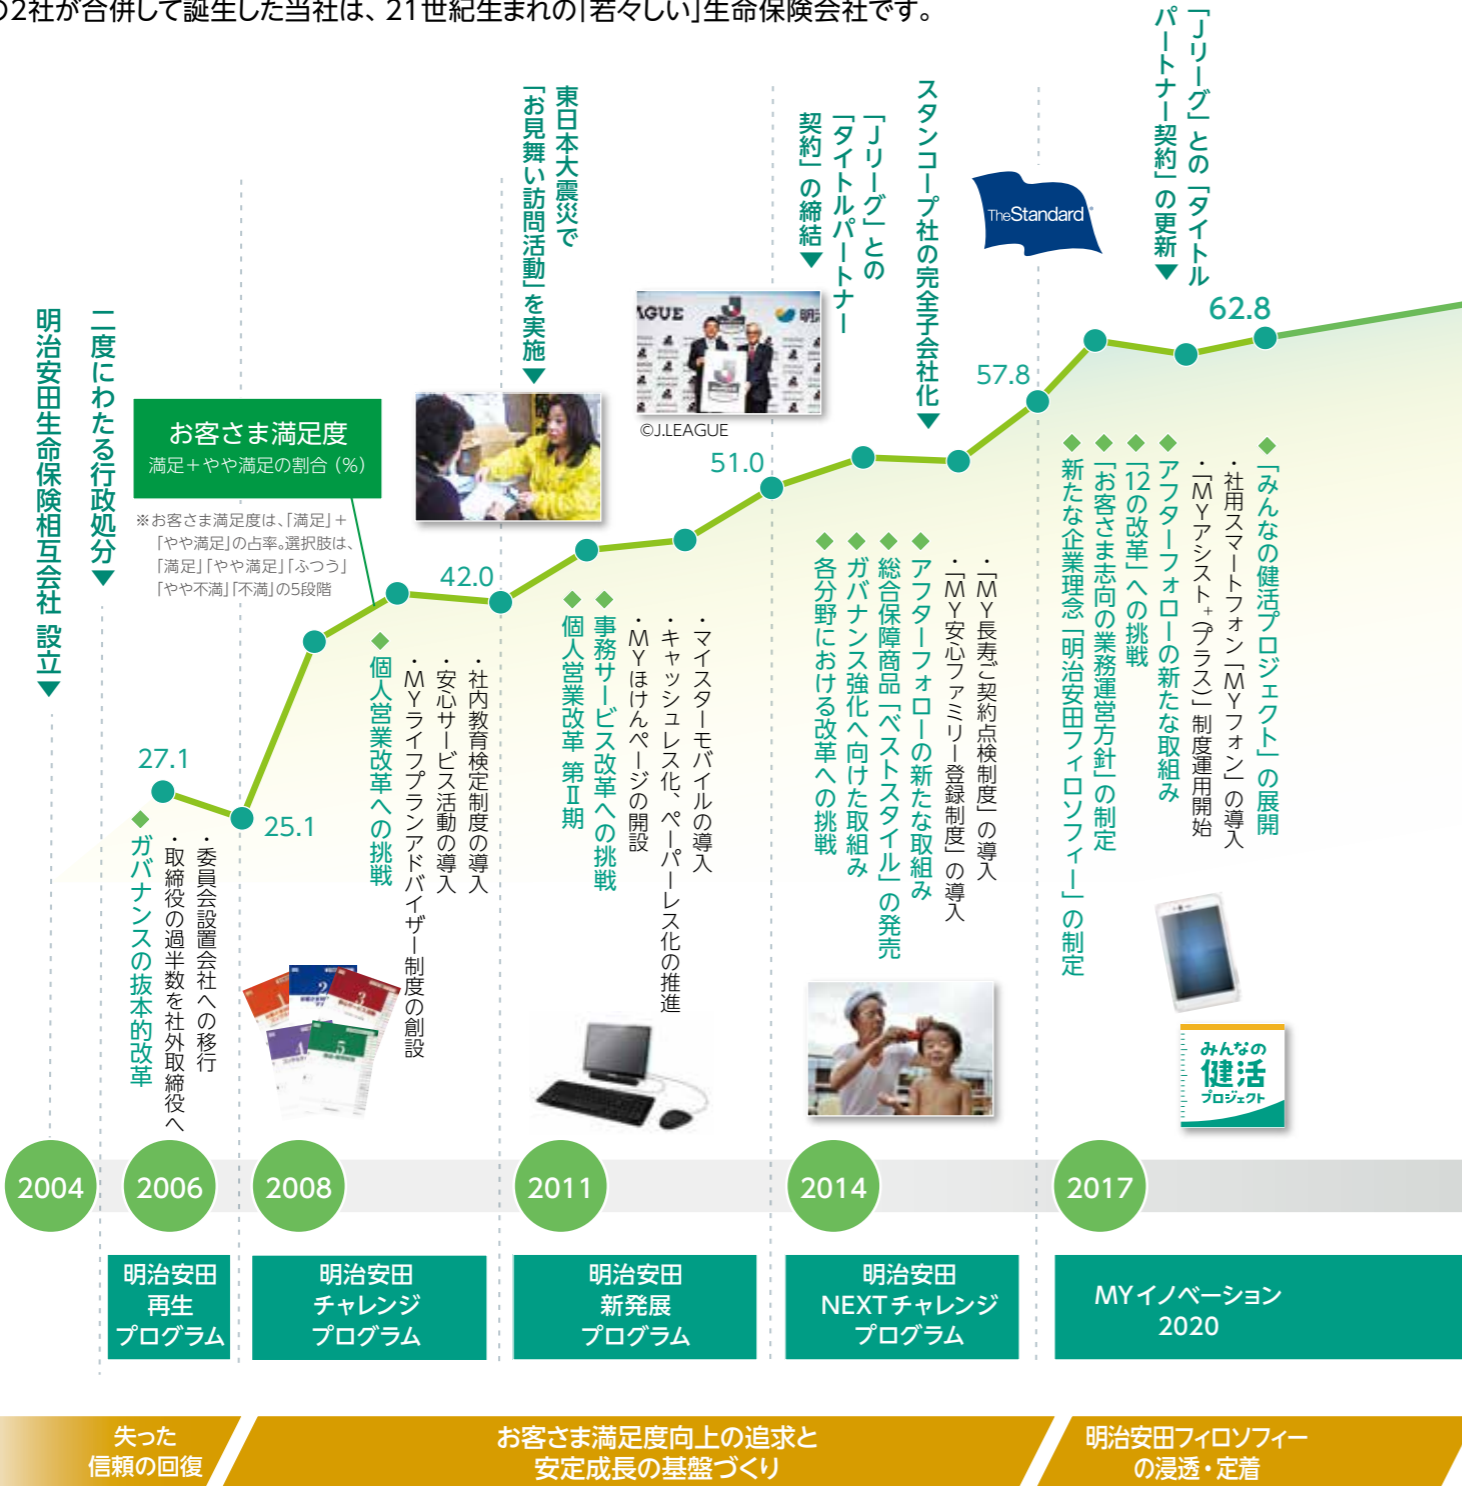 の2社が合併して誕生した当社は、21世紀生まれの「若々しい」生命保険会社です。
明治安田生命保険相互会社 設立▼
二度にわたる行政処分▼
東日本大震災で
「お見舞い訪問活動」を実施▼
「Jリーグ」との
「タイトルパートナー
契約」の締結▼
スタンコープ社の完全子会社化▼
「Jリーグ」との「タイトル
パートナー契約」の更新▼
TheStandard
©J.LEAGUE
お客さま満足度
満足+やや満足の割合(%)
※お客さま満足度は、「満足」+
「やや満足」の占率。選択肢は、
「満足」「やや満足」「ふつう」
「やや不満」「不満」の5段階
27.1
25.1
42.0
51.0
57.8
62.8
◆ガバナンスの抜本的改革
・委員会設置会社への移行
・取締役の過半数を社外取締役へ
◆個人営業改革への挑戦
・社内教育検定制度の導入
・安心サービス活動の導入
・MYライフプランアドバイザー制度の創設
1
2
3
4
5
◆個人営業改革 第Ⅱ期
◆事務サービス改革への挑戦
・マイスターモバイルの導入
・キャッシュレス化、ペーパーレス化の推進
・MYほけんページの開設
◆各分野における改革への挑戦
◆ガバナンス強化へ向けた取組み
◆総合保障商品「ベストスタイル」の発売
◆アフターフォローの新たな取組み
・「MY長寿ご契約点検制度」の導入
・「MY安心ファミリー登録制度」の導入
◆新たな企業理念「明治安田フィロソフィー」の制定
◆「お客さま志向の業務運営方針」の制定
◆「12の改革」への挑戦
◆アフターフォローの新たな取組み
・社用スマートフォン「MYフォン」の導入
・「MYアシスト+(プラス)」制度運用開始
◆「みんなの健活プロジェクト」の展開
みんなの
健活
プロジェクト
2004
2006
2008
2011
2014
2017
明治安田
再生
プログラム
明治安田
チャレンジ
プログラム
明治安田
新発展
プログラム
明治安田
NEXTチャレンジ
プログラム
MYイノベーション
2020
失った
信頼の回復
お客さま満足度向上の追求と
安定成長の基盤づくり
明治安田フィロソフィー
の浸透・定着